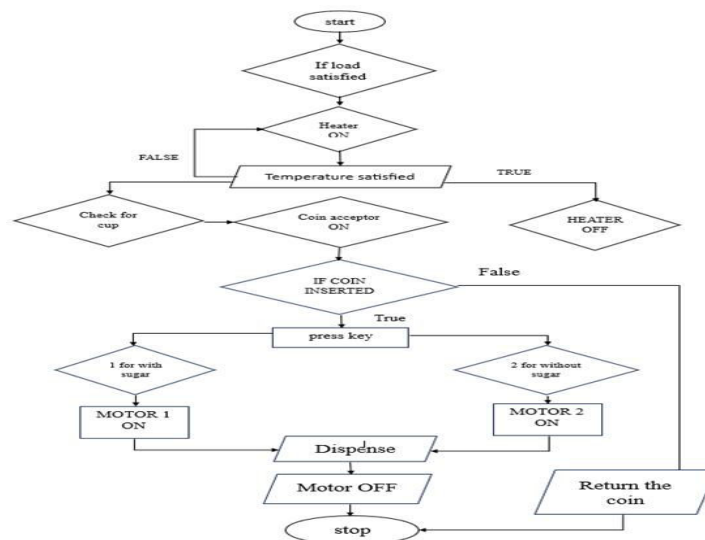 start
If load
satisfied
Heater
ON
FALSE
Temperature satisfied
TRUE
Check for
cup
Coin acceptor
ON
HEATER
OFF
IF COIN
INSERTED
False
True
press key
1 for with
sugar
2 for without
sugar
MOTOR 1
ON
MOTOR 2
ON
Dispense
Motor OFF
Return the
coin
stop